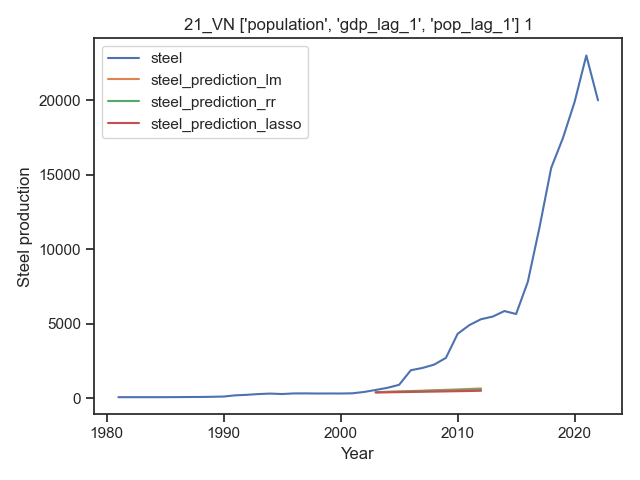 21_VN ['population', 'gdp_lag_1', 'pop_lag_1'] 1
steel
steel_prediction_lm
steel_prediction_rr
steel_prediction_lasso
Steel production
20000
15000
10000
5000
0
1980
1990
2000
2010
2020
Year